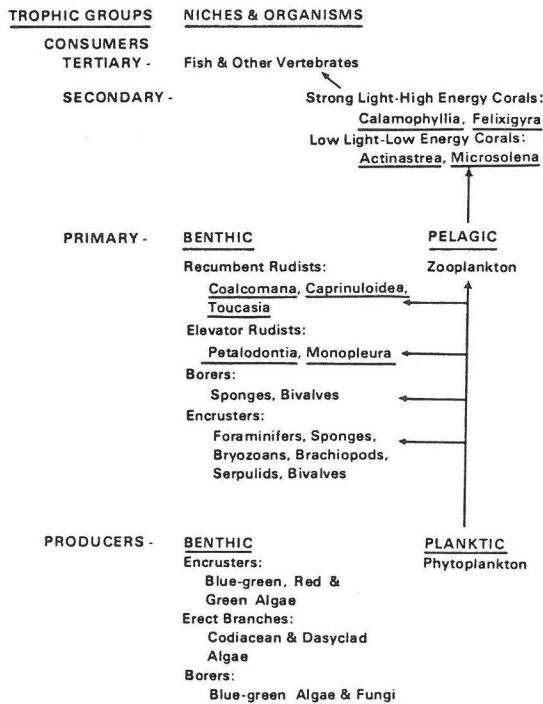 TROPHIC GROUPS NICHES & ORGANISMS
CONSUMERS
TERTIARY - Fish & Other Vertebrates
SECONDARY - Strong Light-High Energy Corals:
Calamophyllia, Felixigyra
Low Light-Low Energy Corals:
Actinastrea, Microsolena
PRIMARY - BENTHIC PELAGIC
Recumbent Rudists: Zooplankton
Coalcomana, Caprinuloidea,
Toucasia
Elevator Rudists:
Petalodontia, Monopleura
Borers:
Sponges, Bivalves
Encrusters:
Foraminifers, Sponges,
Bryozoans, Brachiopods,
Serpulids, Bivalves
PRODUCERS - BENTHIC PLANKTIC
Encrusters: Phytoplankton
Blue-green, Red &
Green Algae
Erect Branches:
Codiacean & Dasyclad
Algae
Borers:
Blue-green Algae & Fungi